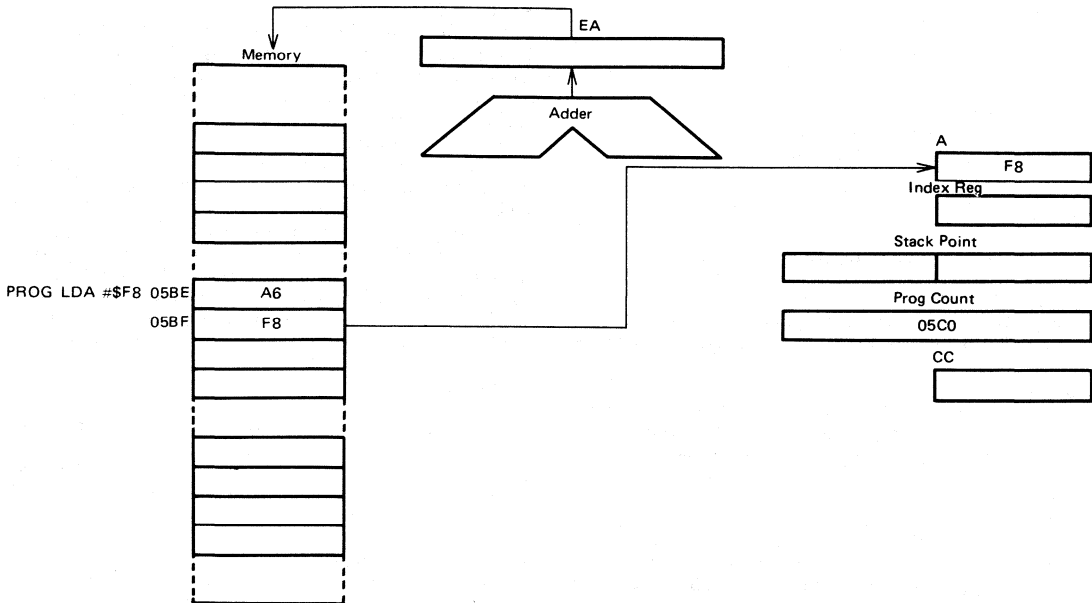 EA
Memory
Adder
A
F8
Index Reg
Stack Point
PROG LDA #$F8 05BE A6
Prog Count
05BF F8
05C0
CC